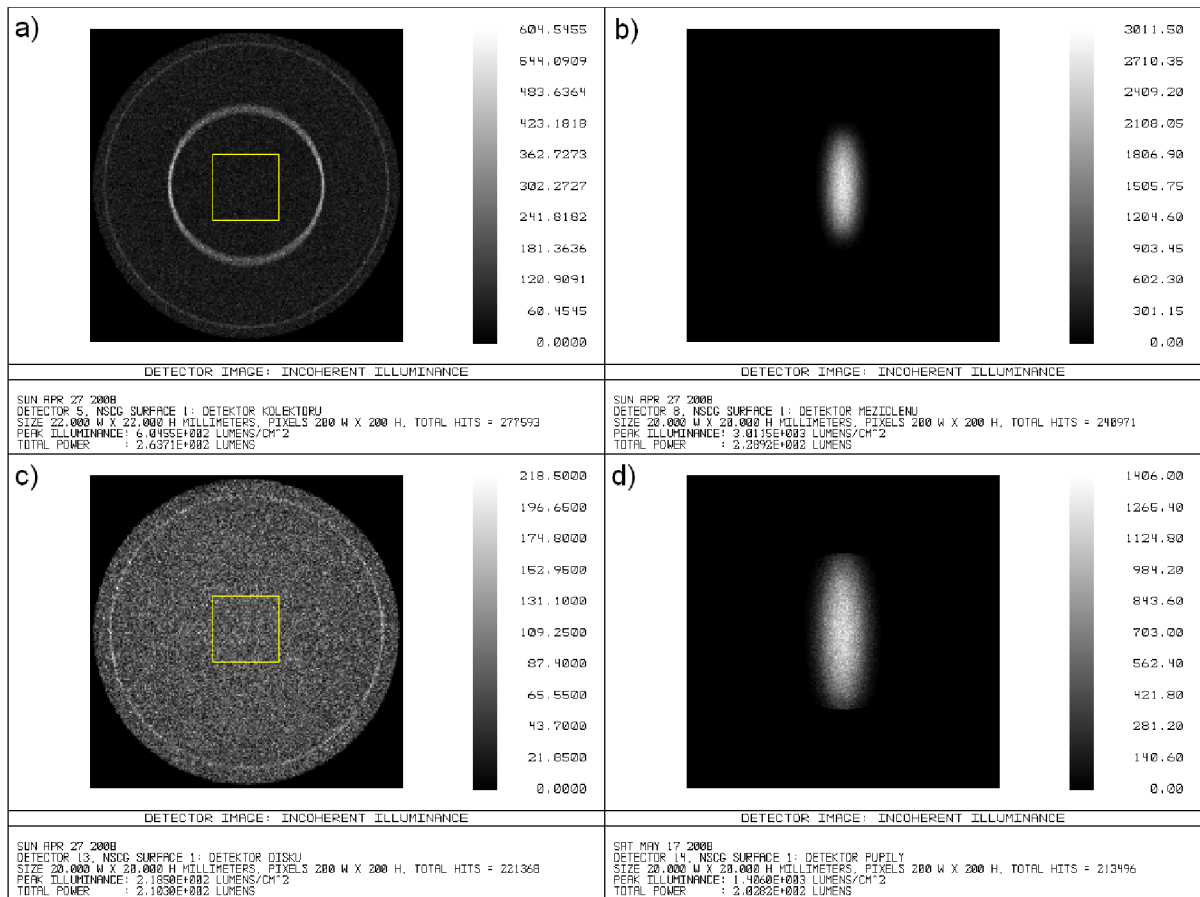 a)
604.5455
544.0909
483.6364
423.1818
362.7273
302.2727
241.8182
181.3636
120.9091
60.4545
0.0000
DETECTOR IMAGE: INCOHERENT ILLUMINANCE
SUN APR 27 2008
DETECTOR 5, NSCG SURFACE 1: DETEKTOR KOLEKTORU
SIZE 22.000 W X 22.000 H MILLIMETERS, PIXELS 200 W X 200 H, TOTAL HITS = 277593
PEAK ILLUMINANCE: 6.0455E+002 LUMENS/CM^2
TOTAL POWER : 2.6371E+002 LUMENS
b)
3011.50
2710.35
2409.20
2108.05
1806.90
1505.75
1204.60
903.45
602.30
301.15
0.00
DETECTOR IMAGE: INCOHERENT ILLUMINANCE
SUN APR 27 2008
DETECTOR 8, NSCG SURFACE 1: DETEKTOR MEZICLENU
SIZE 20.000 W X 20.000 H MILLIMETERS, PIXELS 200 W X 200 H, TOTAL HITS = 240971
PEAK ILLUMINANCE: 3.0115E+003 LUMENS/CM^2
TOTAL POWER : 2.2892E+002 LUMENS
c)
218.5000
196.6500
174.8000
152.9500
131.1000
109.2500
87.4000
65.5500
43.7000
21.8500
0.0000
DETECTOR IMAGE: INCOHERENT ILLUMINANCE
SUN APR 27 2008
DETECTOR 13, NSCG SURFACE 1: DETEKTOR DISKU
SIZE 20.000 W X 20.000 H MILLIMETERS, PIXELS 200 W X 200 H, TOTAL HITS = 221368
PEAK ILLUMINANCE: 2.1850E+002 LUMENS/CM^2
TOTAL POWER : 2.1030E+002 LUMENS
d)
1406.00
1265.40
1124.80
984.20
843.60
703.00
562.40
421.80
281.20
140.60
0.00
DETECTOR IMAGE: INCOHERENT ILLUMINANCE
SAT MAY 17 2008
DETECTOR 14, NSCG SURFACE 1: DETEKTOR PUPILY
SIZE 20.000 W X 20.000 H MILLIMETERS, PIXELS 200 W X 200 H, TOTAL HITS = 213496
PEAK ILLUMINANCE: 1.4060E+003 LUMENS/CM^2
TOTAL POWER : 2.0282E+002 LUMENS